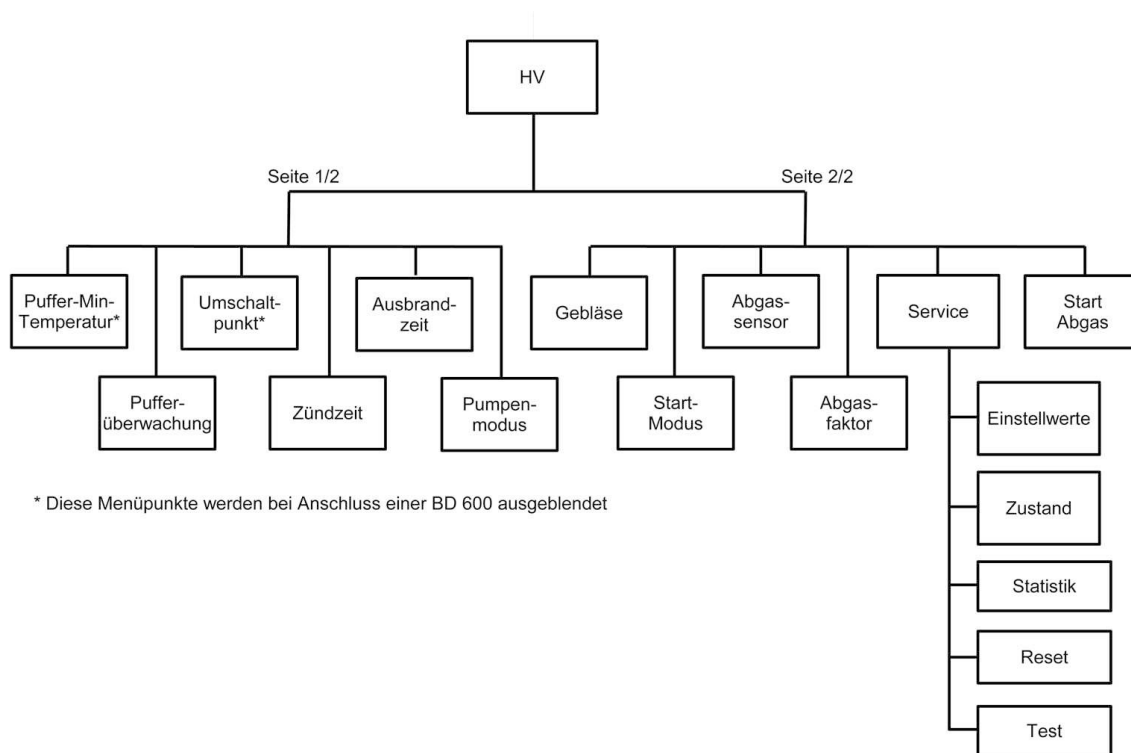 HV
Seite 1/2
Seite 2/2
Puffer-Min-
Temperatur*
Umschalt-
punkt*
Ausbrand-
zeit
Gebläse
Abgas-
sensor
Service
Start
Abgas
Puffer-
überwachung
Zündzeit
Pumpen-
modus
Start-
Modus
Abgas-
faktor
Einstellwerte
* Diese Menüpunkte werden bei Anschluss einer BD 600 ausgeblendet
Zustand
Statistik
Reset
Test